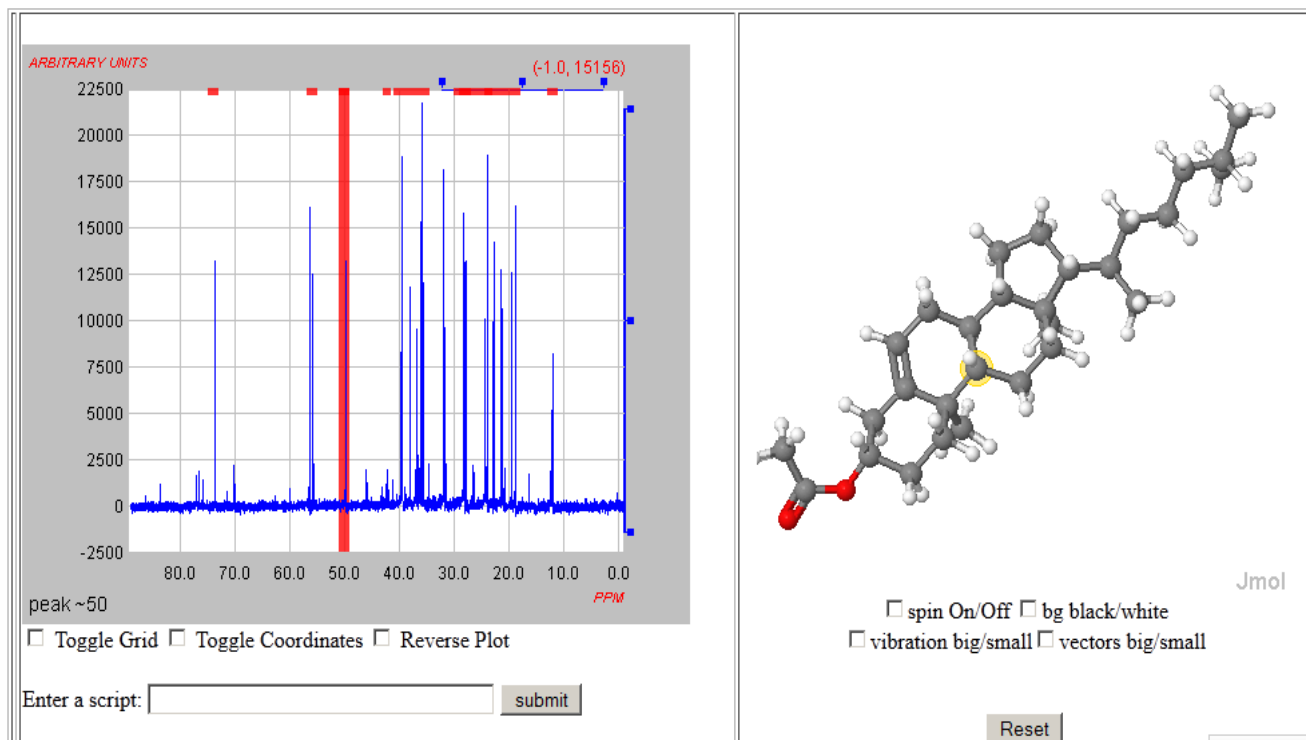 ARBITRARY UNITS
(-1.0, 15156)
22500
20000
17500
15000
12500
10000
7500
5000
2500
0
-2500
80.0 70.0 60.0 50.0 40.0 30.0 20.0 10.0 0.0
peak ~50
PPM
Toggle Grid Toggle Coordinates Reverse Plot
Enter a script: submit
Jmol
spin On/Off bg black/white
vibration big/small vectors big/small
Reset